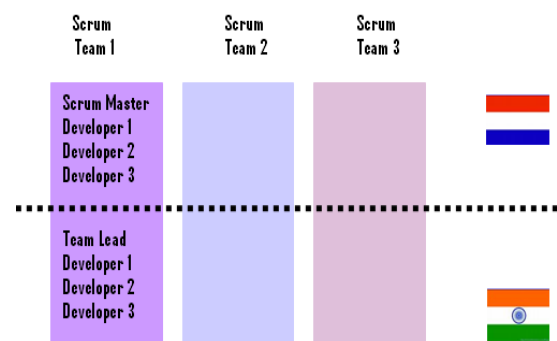 Scrum
Team 1
Scrum
Team 2
Scrum
Team 3
Scrum Master
Developer 1
Developer 2
Developer 3
Team Lead
Developer 1
Developer 2
Developer 3